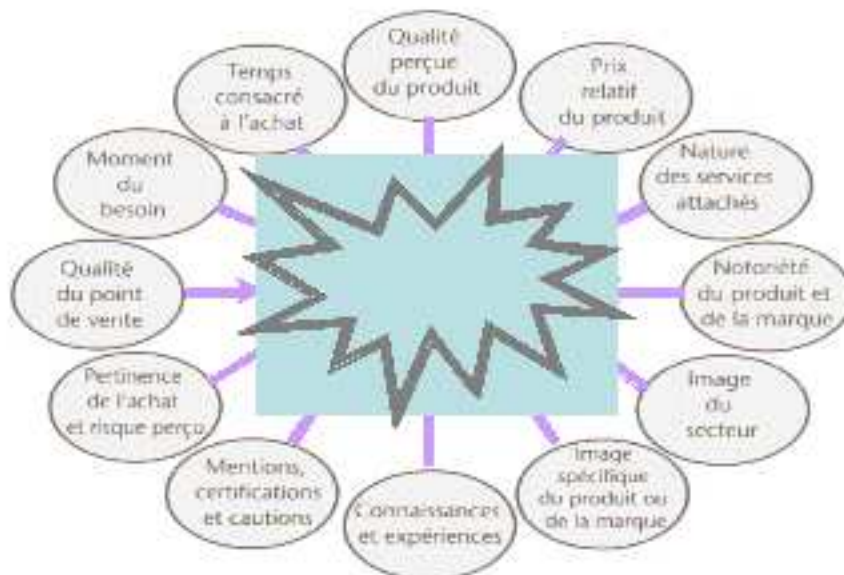 Qualité
perçue
du produit
Prix
relatif
du produit
Nature
des services
attachés
Notoriété
du produit et
de la marque
Image
du
secteur
Image
spécifique
du produit ou
de la marque
Connaissances
et expériences
Mentions,
certifications
et cautions
Pertinence
de l'achat
et risque perçu
Qualité
du point
de vente
Moment
du
besoin
Temps
consacré
à l'achat